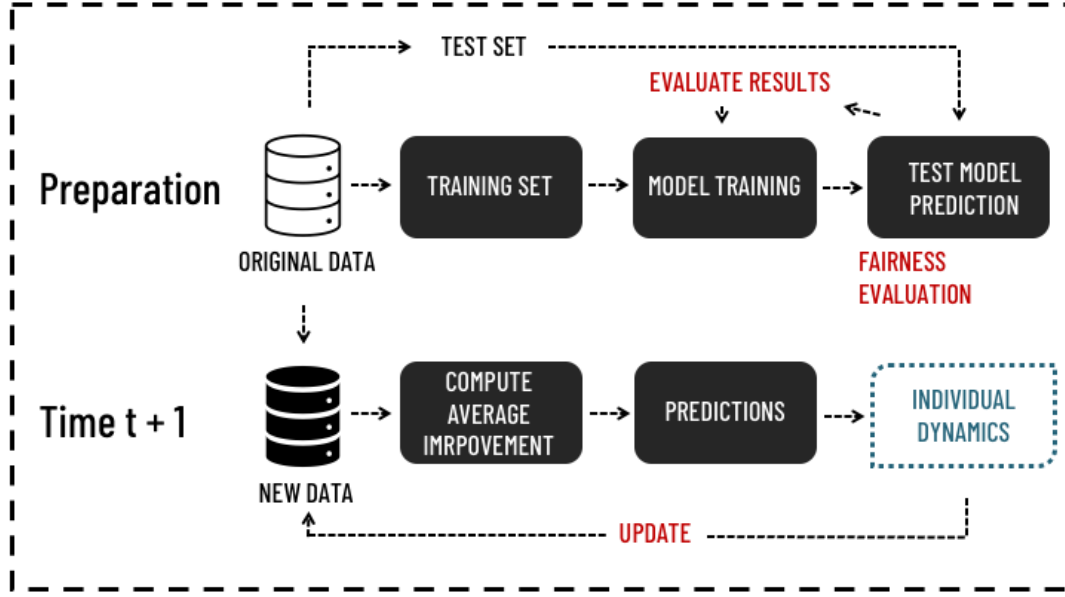 TEST SET
EVALUATE RESULTS
Preparation
TRAINING SET
MODEL TRAINING
TEST MODEL
PREDICTION
ORIGINAL DATA
FAIRNESS
EVALUATION
Time t + 1
COMPUTE
AVERAGE
IMRPOVEMENT
PREDICTIONS
INDIVIDUAL
DYNAMICS
NEW DATA
UPDATE